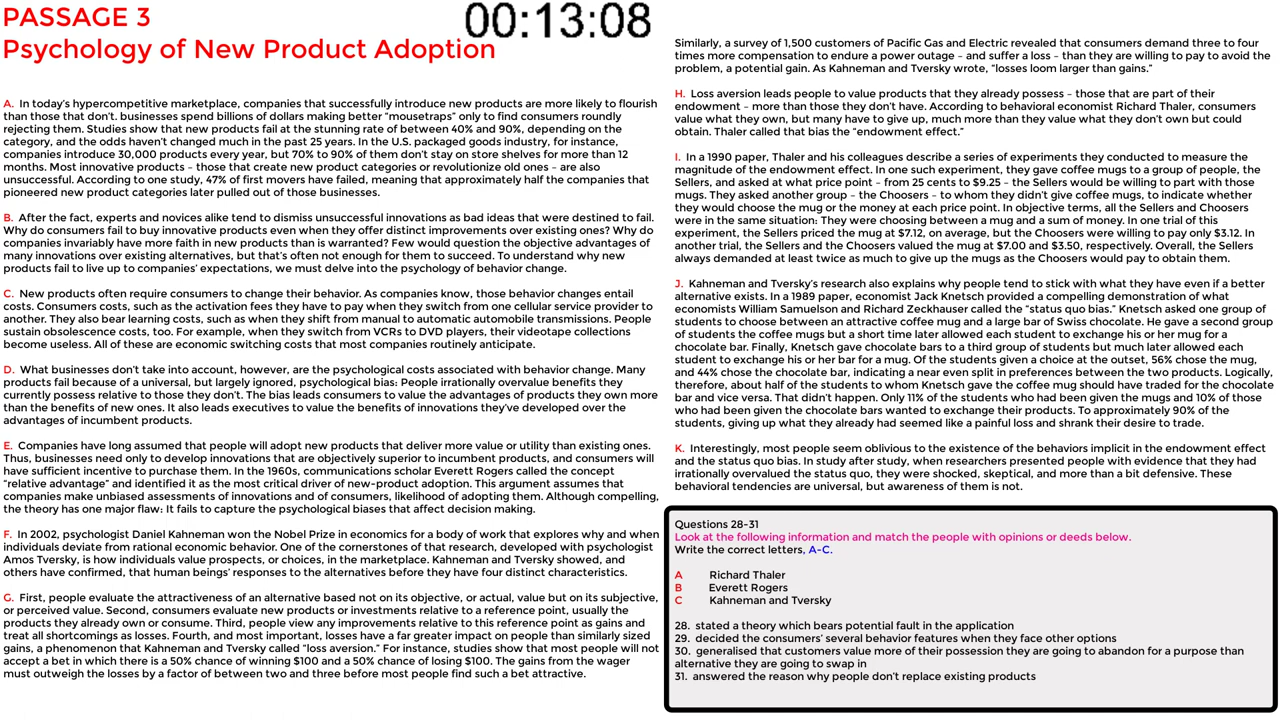 PASSAGE 3
00:13:08
Psychology of New Product Adoption
A. In today's hypercompetitive marketplace, companies that successfully introduce new products are more likely to flourish
than those that don't. businesses spend billions of dollars making better "mousetraps" only to find consumers roundly
rejecting them. Studies show that new products fail at the stunning rate of between 40% and 90%, depending on the
category, and the odds haven't changed much in the past 25 years. In the U.S. packaged goods industry, for instance,
companies introduce 30,000 products every year, but 70% to 90% of them don't stay on store shelves for more than 12
months. Most innovative products – those that create new product categories or revolutionize old ones – are also
unsuccessful. According to one study, 47% of first movers have failed, meaning that approximately half the companies that
pioneered new product categories later pulled out of those businesses.
B. After the fact, experts and novices alike tend to dismiss unsuccessful innovations as bad ideas that were destined to fail.
Why do consumers fail to buy innovative products even when they offer distinct improvements over existing ones? Why do
companies invariably have more faith in new products than is warranted? Few would question the objective advantages of
many innovations over existing alternatives, but that's often not enough for them to succeed. To understand why new
products fail to live up to companies' expectations, we must delve into the psychology of behavior change.
C. New products often require consumers to change their behavior. As companies know, those behavior changes entail
costs. Consumers costs, such as the activation fees they have to pay when they switch from one cellular service provider to
another. They also bear learning costs, such as when they shift from manual to automatic automobile transmissions. People
sustain obsolescence costs, too. For example, when they switch from VCRs to DVD players, their videotape collections
become useless. All of these are economic switching costs that most companies routinely anticipate.
D. What businesses don't take into account, however, are the psychological costs associated with behavior change. Many
products fail because of a universal, but largely ignored, psychological bias: People irrationally overvalue benefits they
currently possess relative to those they don't. The bias leads consumers to value the advantages of products they own more
than the benefits of new ones. It also leads executives to value the benefits of innovations they've developed over the
advantages of incumbent products.
E. Companies have long assumed that people will adopt new products that deliver more value or utility than existing ones.
Thus, businesses need only to develop innovations that are objectively superior to incumbent products, and consumers will
have sufficient incentive to purchase them. In the 1960s, communications scholar Everett Rogers called the concept
"relative advantage" and identified it as the most critical driver of new-product adoption. This argument assumes that
companies make unbiased assessments of innovations and of consumers, likelihood of adopting them. Although compelling,
the theory has one major flaw: It fails to capture the psychological biases that affect decision making.
F. In 2002, psychologist Daniel Kahneman won the Nobel Prize in economics for a body of work that explores why and when
individuals deviate from rational economic behavior. One of the cornerstones of that research, developed with psychologist
Amos Tversky, is how individuals value prospects, or choices, in the marketplace. Kahneman and Tversky showed, and
others have confirmed, that human beings' responses to the alternatives before they have four distinct characteristics.
G. First, people evaluate the attractiveness of an alternative based not on its objective, or actual, value but on its subjective,
or perceived value. Second, consumers evaluate new products or investments relative to a reference point, usually the
products they already own or consume. Third, people view any improvements relative to this reference point as gains and
treat all shortcomings as losses. Fourth, and most important, losses have a far greater impact on people than similarly sized
gains, a phenomenon that Kahneman and Tversky called "loss aversion." For instance, studies show that most people will not
accept a bet in which there is a 50% chance of winning $100 and a 50% chance of losing $100. The gains from the wager
must outweigh the losses by a factor of between two and three before most people find such a bet attractive.
Similarly, a survey of 1,500 customers of Pacific Gas and Electric revealed that consumers demand three to four
times more compensation to endure a power outage – and suffer a loss – than they are willing to pay to avoid the
problem, a potential gain. As Kahneman and Tversky wrote, "losses loom larger than gains."
H. Loss aversion leads people to value products that they already possess – those that are part of their
endowment – more than those they don't have. According to behavioral economist Richard Thaler, consumers
value what they own, but many have to give up, much more than they value what they don't own but could
obtain. Thaler called that bias the "endowment effect."
I. In a 1990 paper, Thaler and his colleagues describe a series of experiments they conducted to measure the
magnitude of the endowment effect. In one such experiment, they gave coffee mugs to a group of people, the
Sellers, and asked at what price point – from 25 cents to $9.25 – the Sellers would be willing to part with those
mugs. They asked another group – the Choosers – to whom they didn't give coffee mugs, to indicate whether
they would choose the mug or the money at each price point. In objective terms, all the Sellers and Choosers
were in the same situation: They were choosing between a mug and a sum of money. In one trial of this
experiment, the Sellers priced the mug at $7.12, on average, but the Choosers were willing to pay only $3.12. In
another trial, the Sellers and the Choosers valued the mug at $7.00 and $3.50, respectively. Overall, the Sellers
always demanded at least twice as much to give up the mugs as the Choosers would pay to obtain them.
J. Kahneman and Tversky's research also explains why people tend to stick with what they have even if a better
alternative exists. In a 1989 paper, economist Jack Knetsch provided a compelling demonstration of what
economists William Samuelson and Richard Zeckhauser called the "status quo bias." Knetsch asked one group of
students to choose between an attractive coffee mug and a large bar of Swiss chocolate. He gave a second group
of students the coffee mugs but a short time later allowed each student to exchange his or her mug for a
chocolate bar. Finally, Knetsch gave chocolate bars to a third group of students but much later allowed each
student to exchange his or her bar for a mug. Of the students given a choice at the outset, 56% chose the mug,
and 44% chose the chocolate bar, indicating a near even split in preferences between the two products. Logically,
therefore, about half of the students to whom Knetsch gave the coffee mug should have traded for the chocolate
bar and vice versa. That didn't happen. Only 11% of the students who had been given the mugs and 10% of those
who had been given the chocolate bars wanted to exchange their products. To approximately 90% of the
students, giving up what they already had seemed like a painful loss and shrank their desire to trade.
K. Interestingly, most people seem oblivious to the existence of the behaviors implicit in the endowment effect
and the status quo bias. In study after study, when researchers presented people with evidence that they had
irrationally overvalued the status quo, they were shocked, skeptical, and more than a bit defensive. These
behavioral tendencies are universal, but awareness of them is not.
Questions 28-31
Look at the following information and match the people with opinions or deeds below.
Write the correct letters, A-C.
A Richard Thaler
B Everett Rogers
C Kahneman and Tversky
28. stated a theory which bears potential fault in the application
29. decided the consumers' several behavior features when they face other options
30. generalised that customers value more of their possession they are going to abandon for a purpose than
alternative they are going to swap in
31. answered the reason why people don't replace existing products